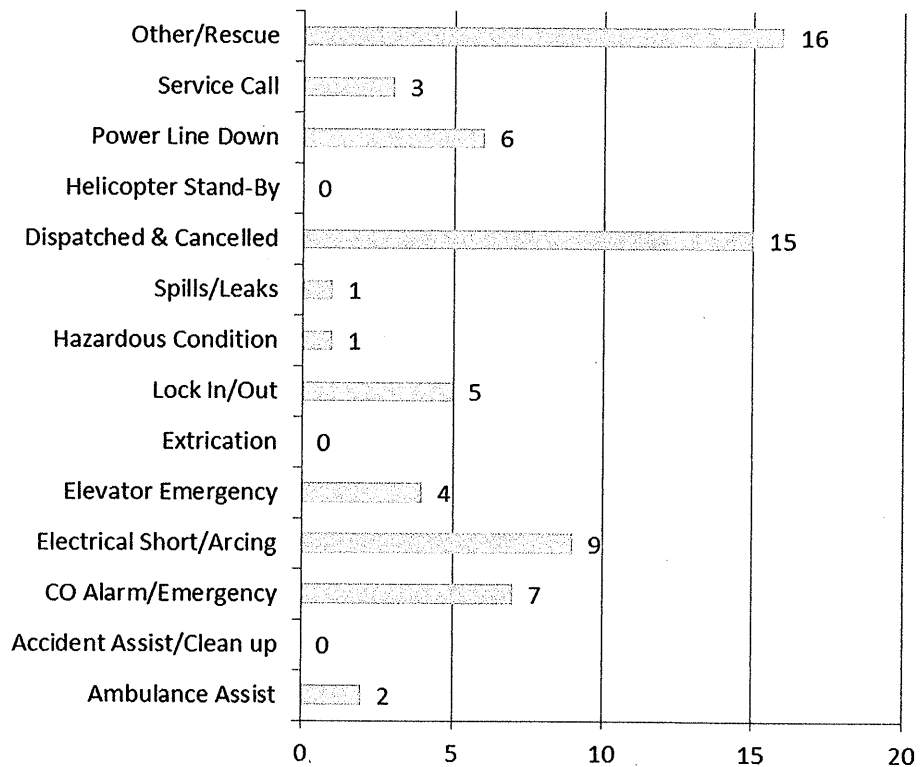 Other/Rescue 16
Service Call 3
Power Line Down 6
Helicopter Stand-By 0
Dispatched & Cancelled 15
Spills/Leaks 1
Hazardous Condition 1
Lock In/Out 5
Extrication 0
Elevator Emergency 4
Electrical Short/Arcing 9
CO Alarm/Emergency 7
Accident Assist/Clean up 0
Ambulance Assist 2
0 5 10 15 20